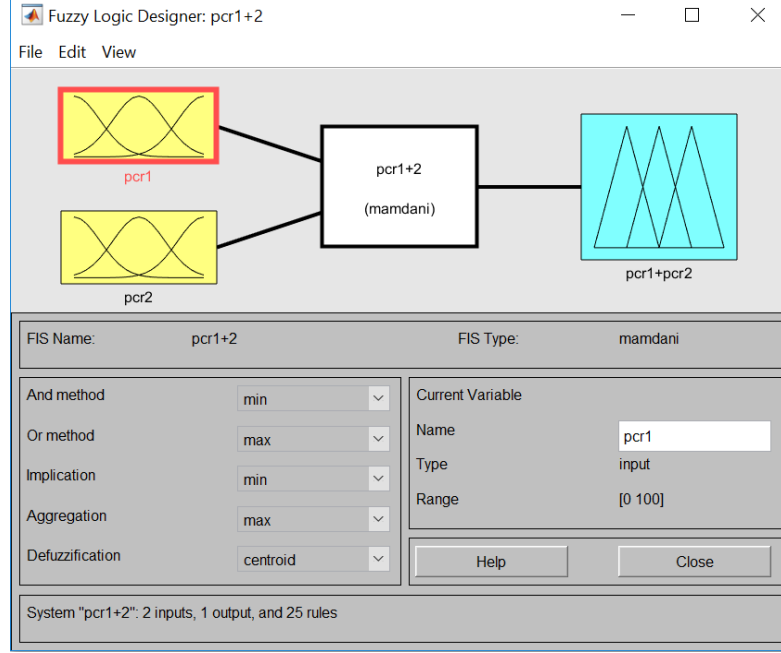 Fuzzy Logic Designer: pcr1+2
File Edit View
pcr1
pcr2
pcr1+2
(mamdani)
pcr1+pcr2
FIS Name: pcr1+2 FIS Type: mamdani
And method min
Or method max
Implication min
Aggregation max
Defuzzification centroid
Current Variable
Name pcr1
Type input
Range [0 100]
Help Close
System "pcr1+2": 2 inputs, 1 output, and 25 rules